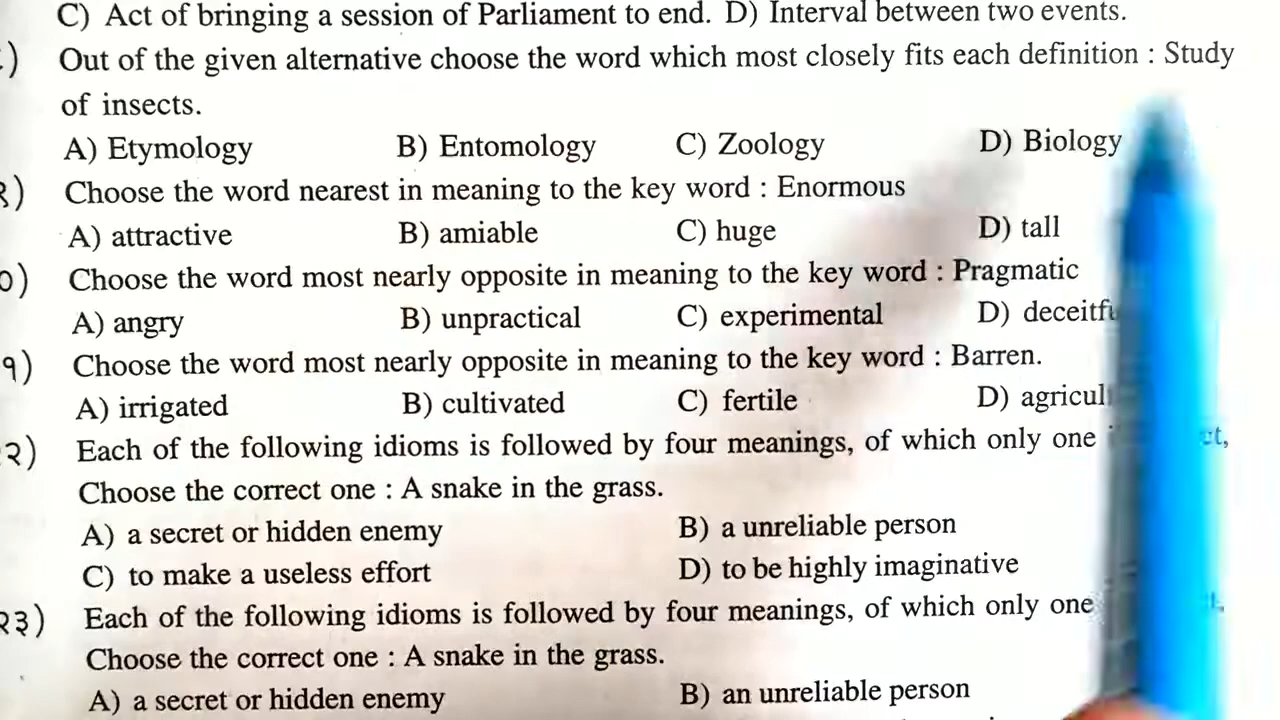 C) Act of bringing a session of Parliament to end. D) Interval between two events.
Out of the given alternative choose the word which most closely fits each definition : Study
of insects.
A) Etymology B) Entomology C) Zoology D) Biology
Choose the word nearest in meaning to the key word : Enormous
A) attractive B) amiable C) huge D) tall
Choose the word most nearly opposite in meaning to the key word : Pragmatic
A) angry B) unpractical C) experimental D)
Choose the word most nearly opposite in meaning to the key word : Barren.
A) irrigated B) cultivated C) fertile D)
२) Each of the following idioms is followed by four meanings, of which only one
Choose the correct one : A snake in the grass.
A) a secret or hidden enemy B) a unreliable person
C) to make a useless effort D) to be highly imaginative
२३) Each of the following idioms is followed by four meanings, of which only one
Choose the correct one : A snake in the grass.
A) a secret or hidden enemy B) an unreliable person